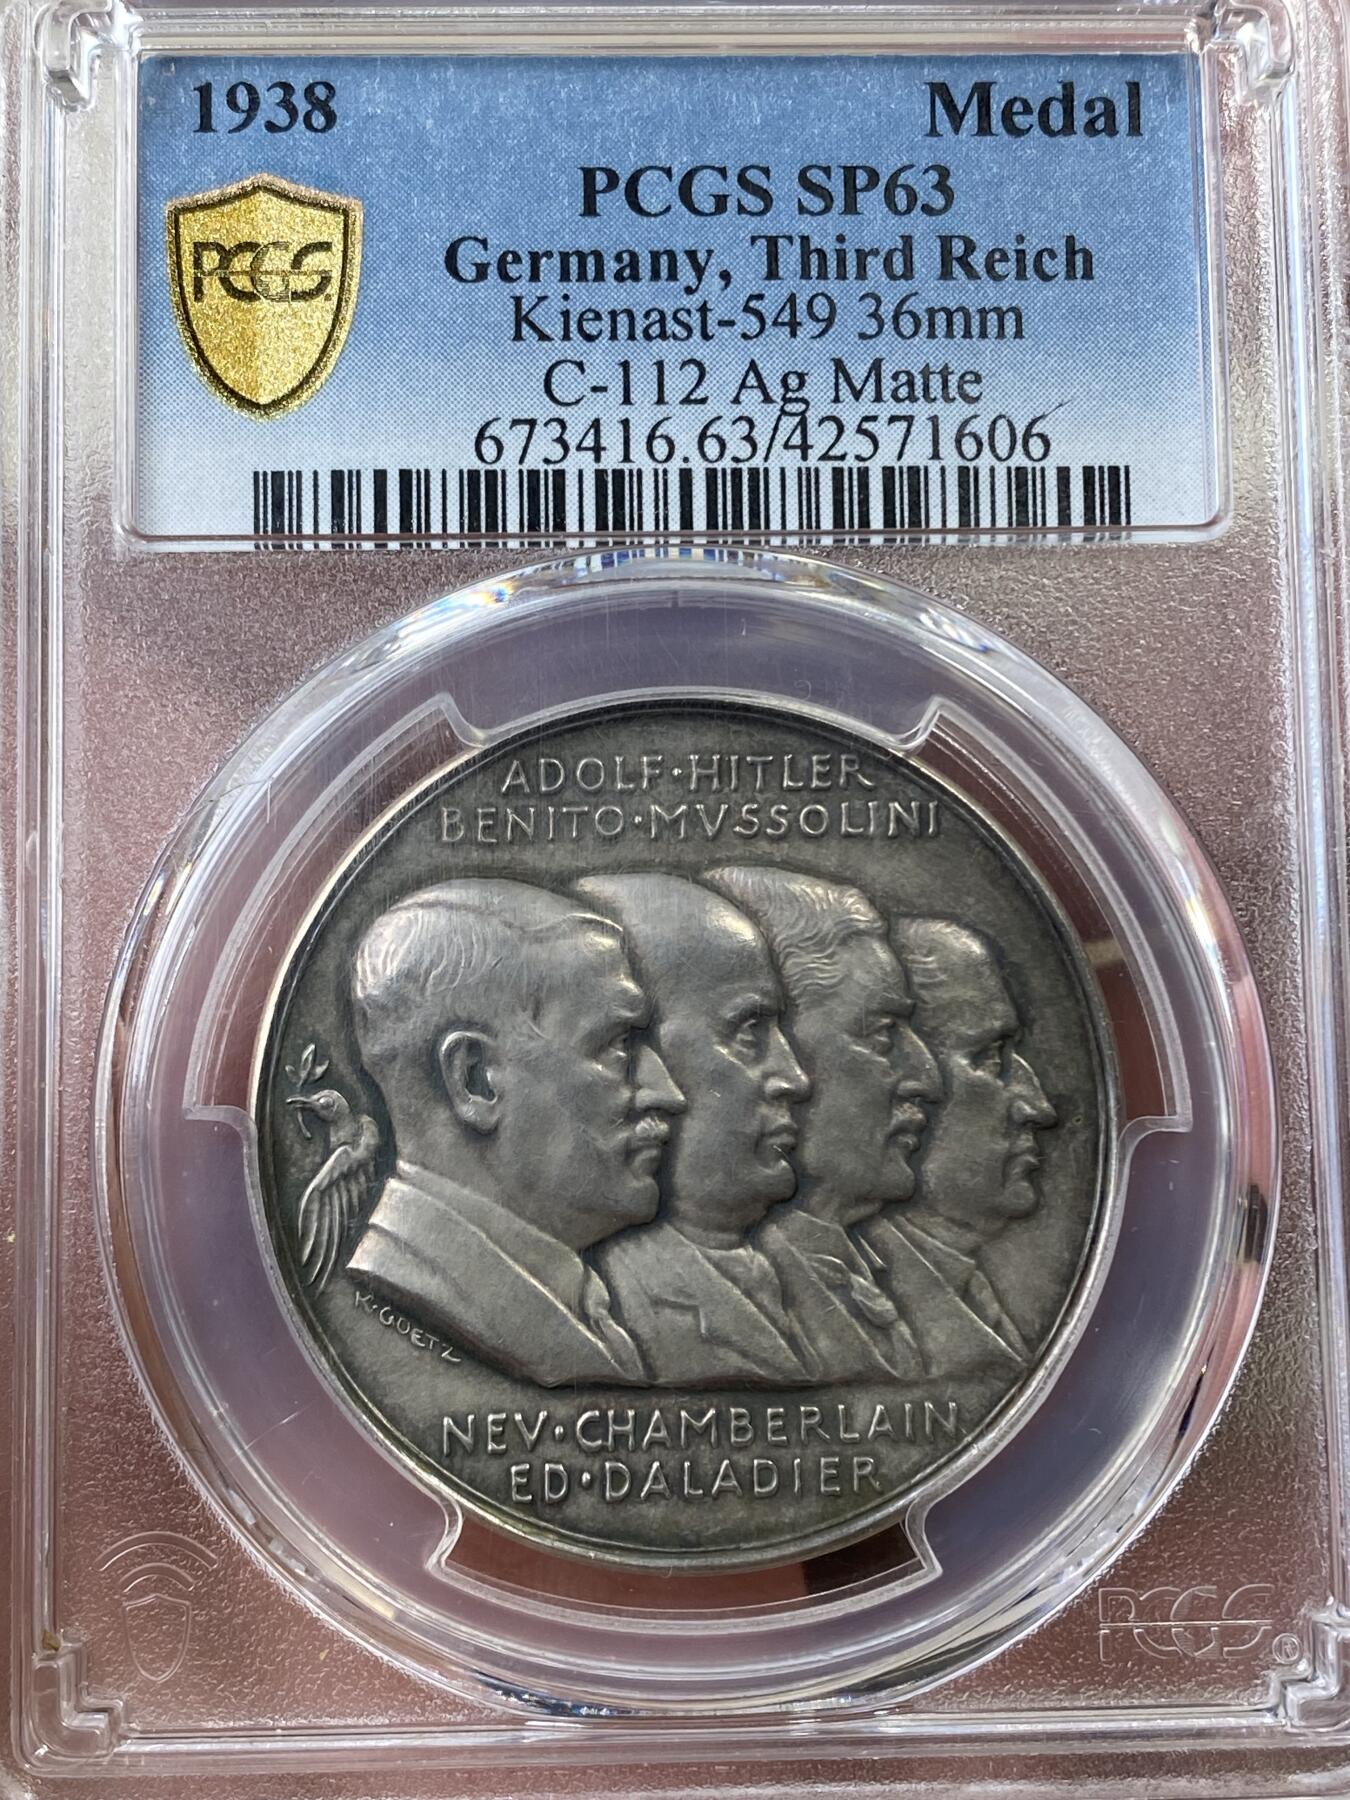 1938 Medal
PCGS SP63
PCGS
Germany, Third Reich
Kienast-549 36mm
C-112 Ag Matte
673416.63/42571606
ADOLF·HITLER
BENITO·MVSSOLINI
K·GOETZ
NEV·CHAMBERLAIN
ED·DALADIER
PCGS®